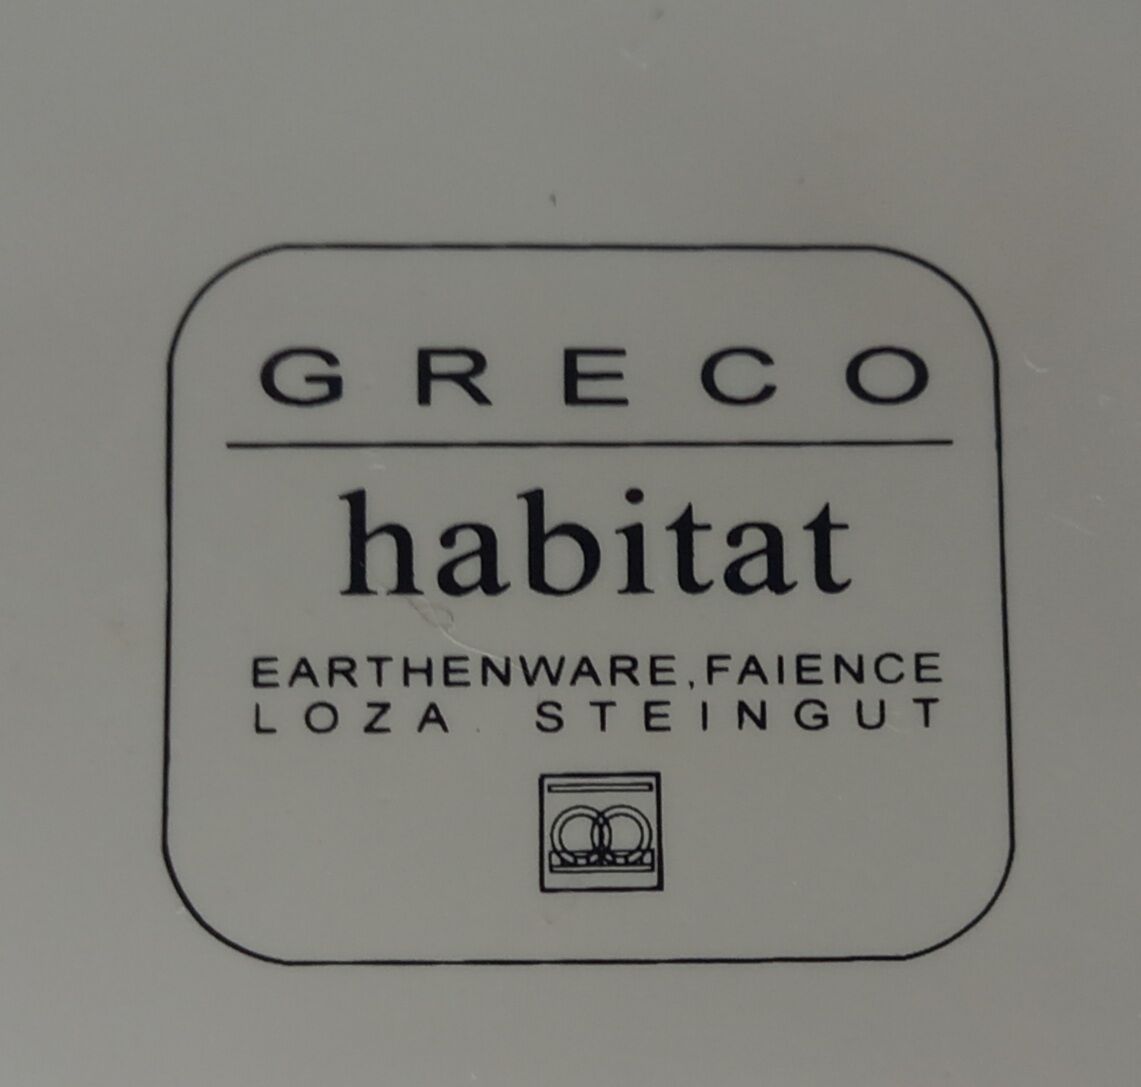 GRECO
habitat
EARTHENWARE, FAIENCE
LOZA. STEINGUT